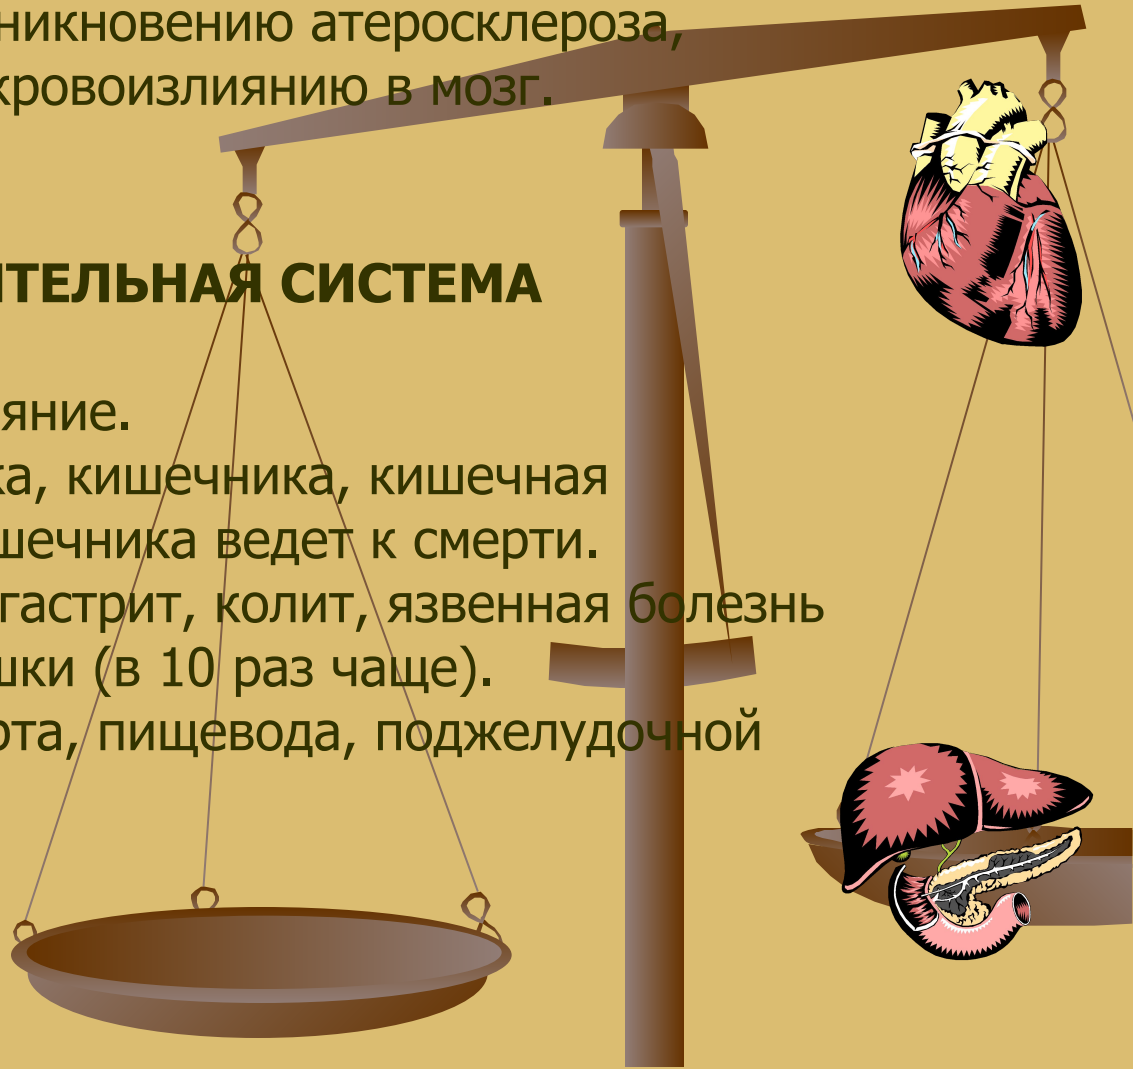 никновению атеросклероза,
кровоизлиянию в мозг.
ИТЕЛЬНАЯ СИСТЕМА
яние.
ка, кишечника, кишечная
шечника ведет к смерти.
гастрит, колит, язвенная болезнь
шки (в 10 раз чаще).
рта, пищевода, поджелудочной